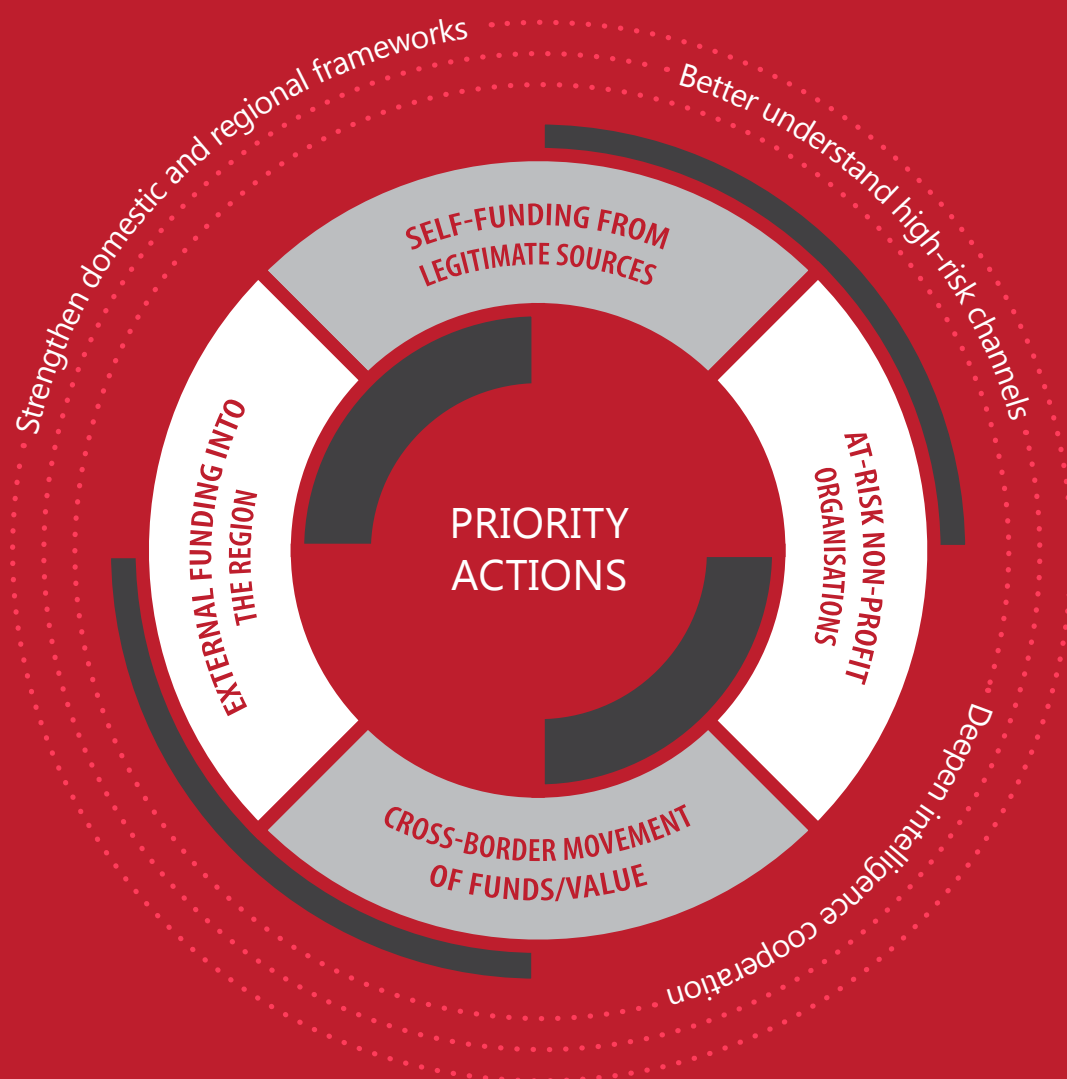 Strengthen domestic and regional frameworks
Better understand high-risk channels
SELF-FUNDING FROM
LEGITIMATE SOURCES
EXTERNAL FUNDING INTO
THE REGION
PRIORITY
ACTIONS
AT-RISK NON-PROFIT
ORGANISATIONS
CROSS-BORDER MOVEMENT
OF FUNDS/VALUE
Deepen intelligence cooperation